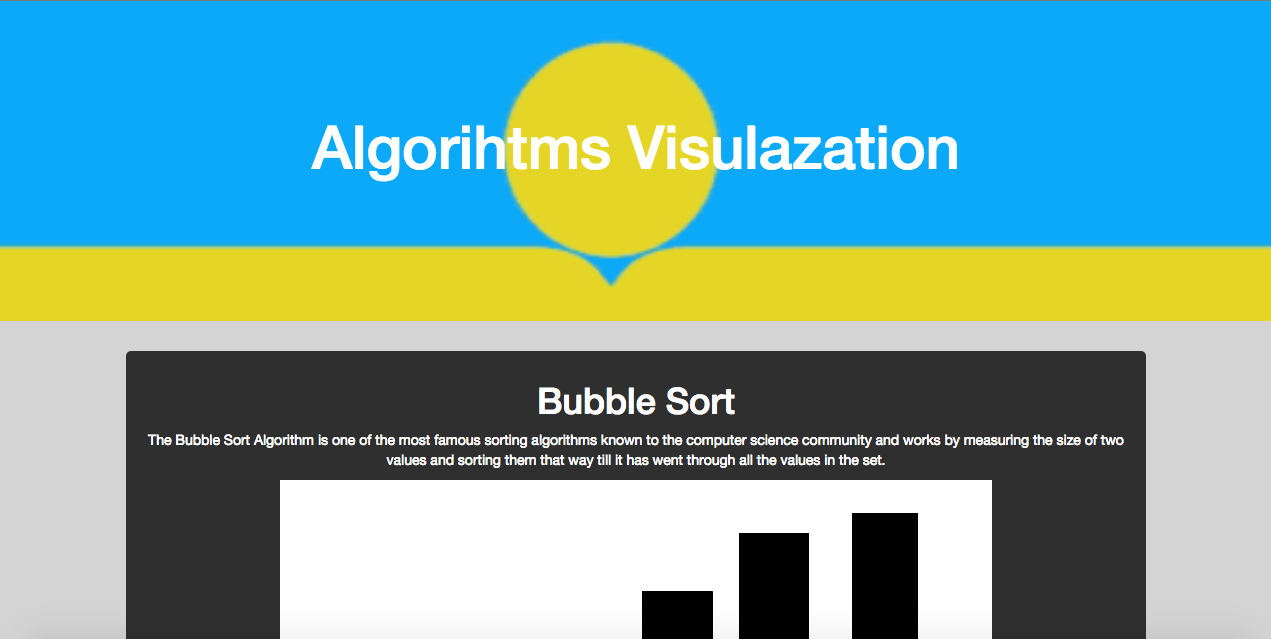 Algorihtms Visulazation
Bubble Sort
The Bubble Sort Algorithm is one of the most famous sorting algorithms known to the computer science community and works by measuring the size of two
values and sorting them that way till it has went through all the values in the set.